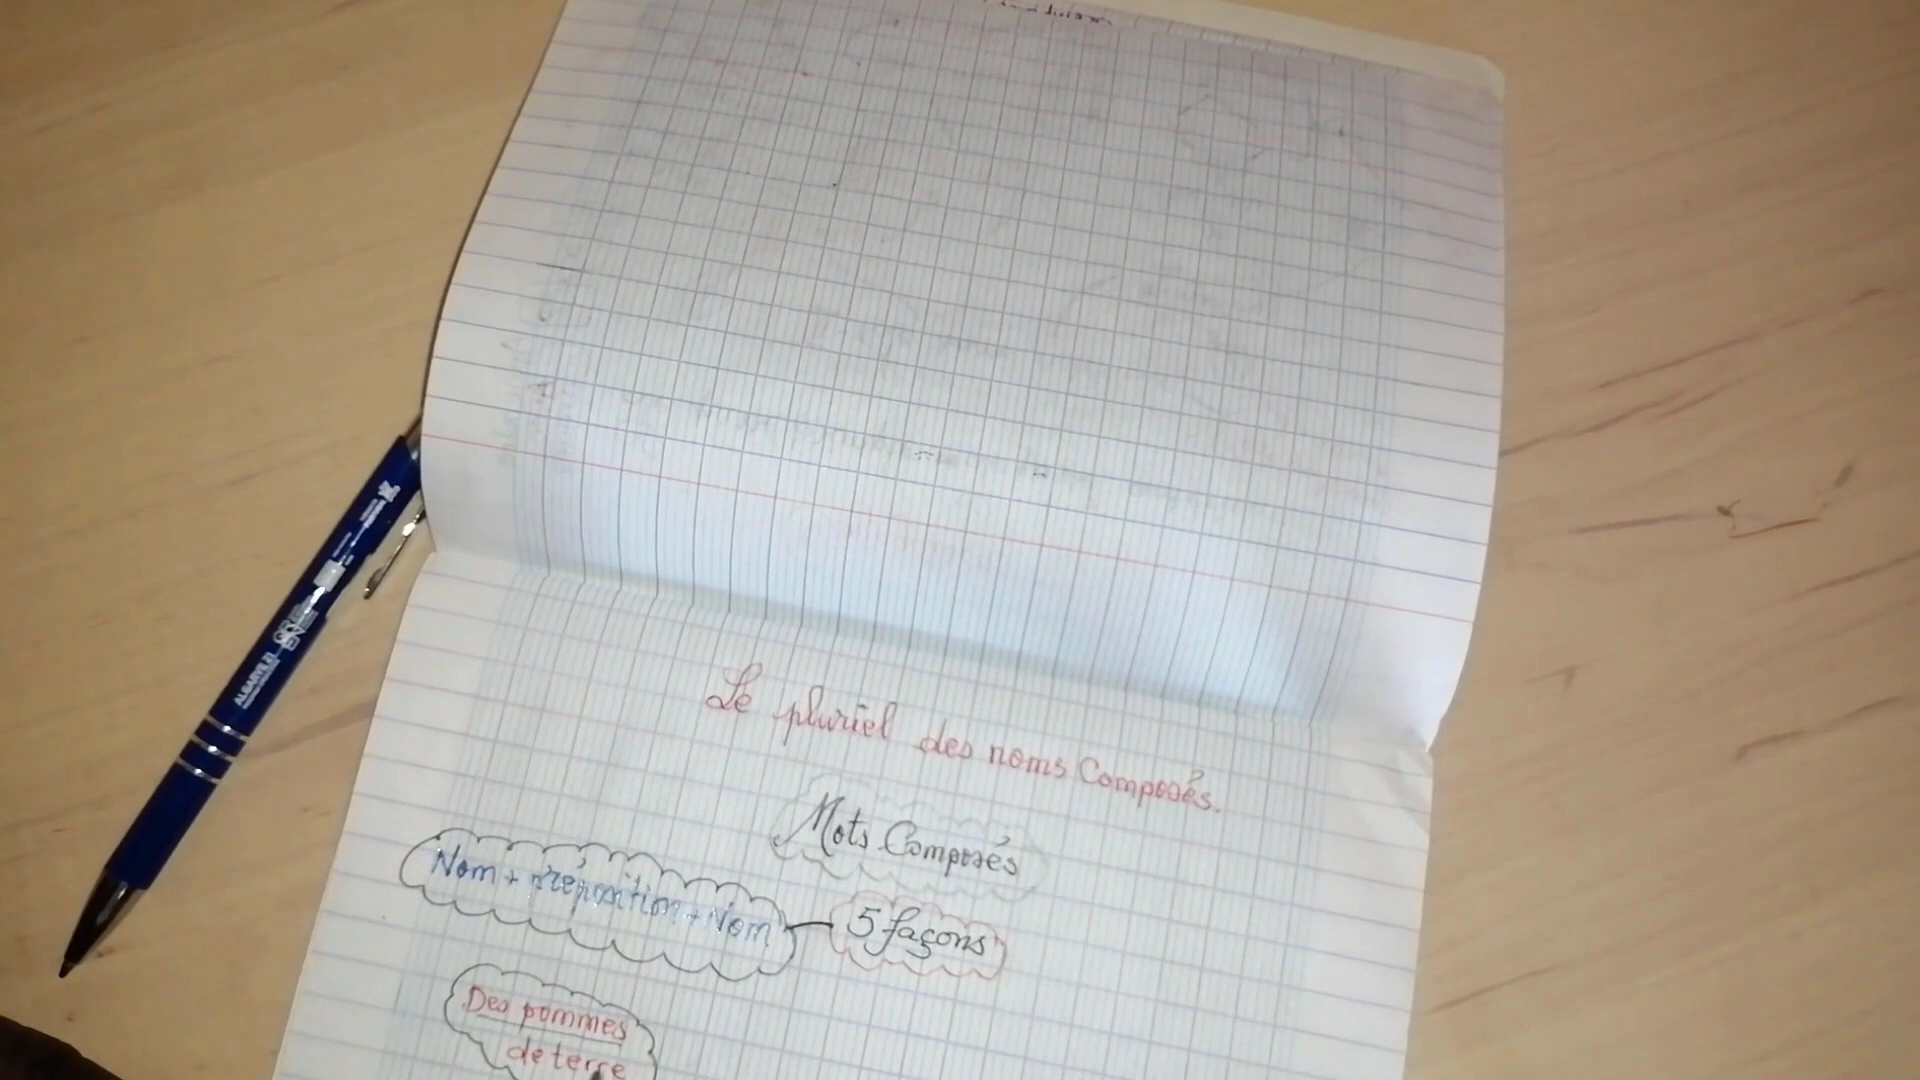 Le pluriel des noms Composés.
Mots Composés
Nom + préposition + Nom
5 façons
Des pommes
de terre